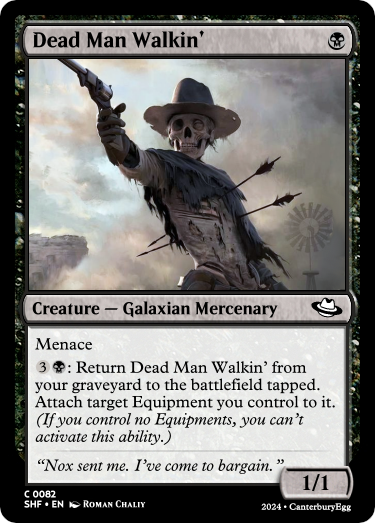 Dead Man Walkin'
Creature — Galaxian Mercenary
Menace
3 : Return Dead Man Walkin' from
your graveyard to the battlefield tapped.
Attach target Equipment you control to it.
(If you control no Equipments, you can't
activate this ability.)
“Nox sent me. I've come to bargain.”
1/1
C 0082
SHF • EN ROMAN CHALIY
2024 • CanterburyEgg